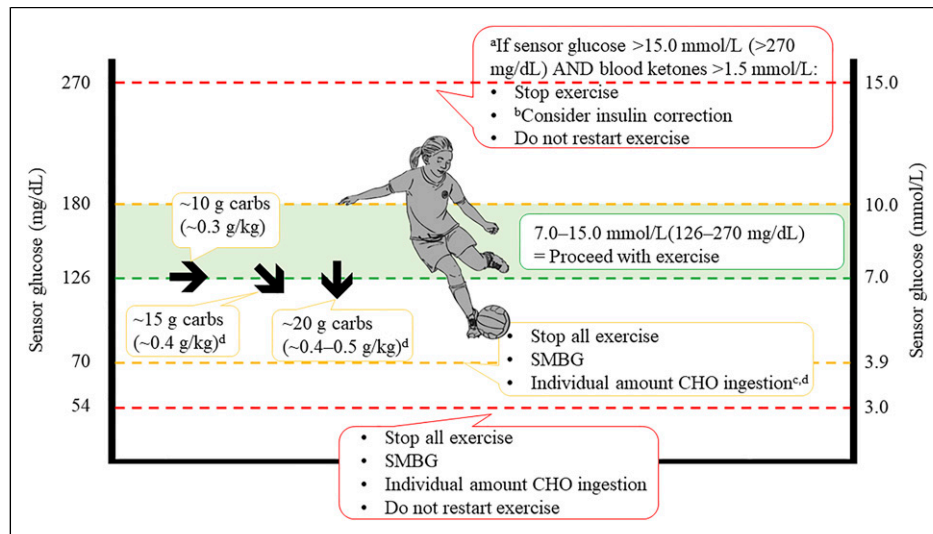 ᵃIf sensor glucose >15.0 mmol/L (>270
mg/dL) AND blood ketones >1.5 mmol/L:
• Stop exercise
• ᵇConsider insulin correction
• Do not restart exercise
270
15.0
180
10.0
~10 g carbs
(~0.3 g/kg)
7.0–15.0 mmol/L(126–270 mg/dL)
= Proceed with exercise
126
7.0
~15 g carbs
(~0.4 g/kg)ᵈ
~20 g carbs
(~0.4–0.5 g/kg)ᵈ
• Stop all exercise
• SMBG
• Individual amount CHO ingestionᶜ,ᵈ
70
3.9
54
3.0
• Stop all exercise
• SMBG
• Individual amount CHO ingestion
• Do not restart exercise
Sensor glucose (mg/dL)
Sensor glucose (mmol/L)